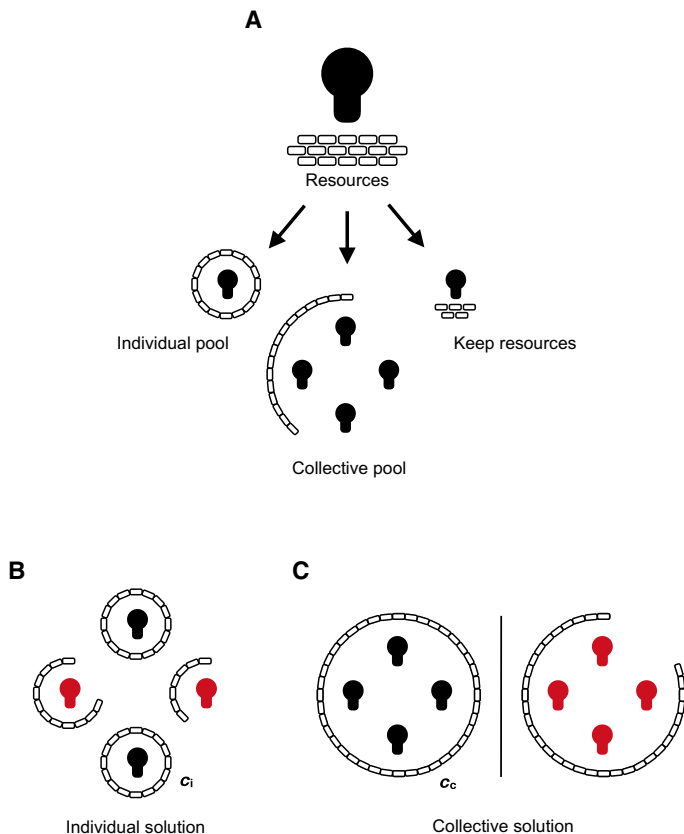 A
Resources
Individual pool
Keep resources
Collective pool
B
ci
Individual solution
C
cc
Collective solution